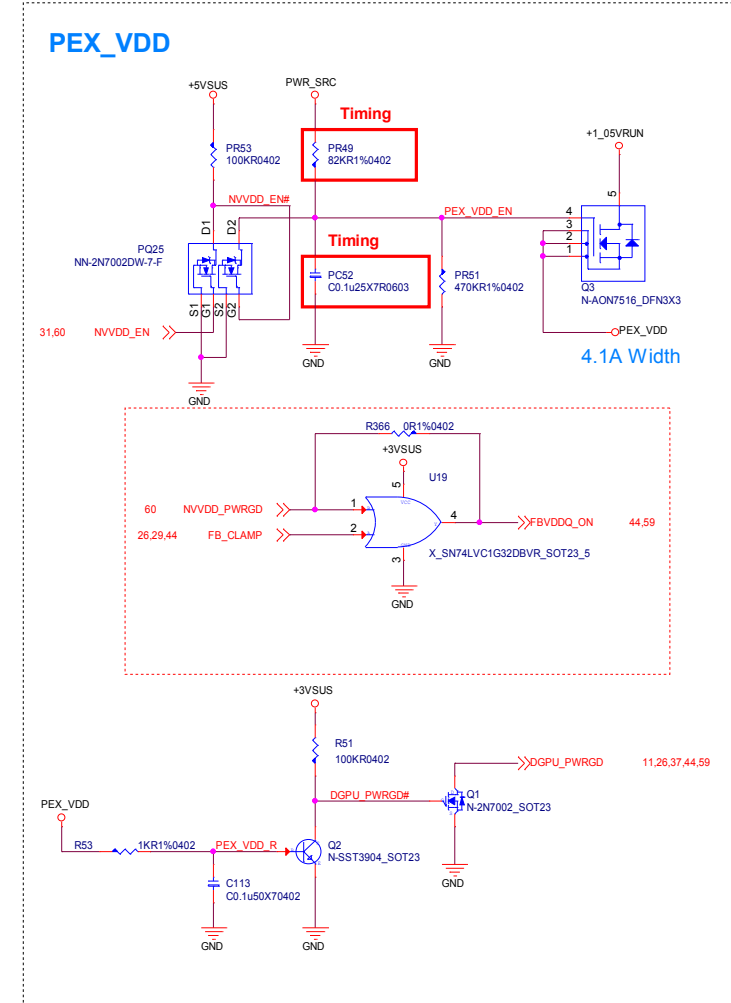 PEX_VDD
+5VSUS
PWR_SRC
Timing
+1_05VRUN
PR53
100KR0402
PR49
82KR1%0402
5
NVVDD_EN#
PEX_VDD_EN
4
3
2
1
D1
D2
PQ25
NN-2N7002DW-7-F
Timing
PC52
C0.1u25X7R0603
PR51
470KR1%0402
Q3
N-AON7516_DFN3X3
S1
G1
S2
G2
31,60 NVVDD_EN
PEX_VDD
4.1A Width
GND
GND
GND
R366 0R1%0402
+3VSUS
U19
5
VCC
60 NVVDD_PWRGD
1
4
FBVDDQ_ON 44,59
26,29,44 FB_CLAMP
2
X_SN74LVC1G32DBVR_SOT23_5
3
GND
+3VSUS
R51
100KR0402
DGPU_PWRGD 11,26,37,44,59
DGPU_PWRGD#
Q1
N-2N7002_SOT23
PEX_VDD
R53 1KR1%0402
PEX_VDD_R
Q2
N-SST3904_SOT23
C113
C0.1u50X70402
GND
GND
GND